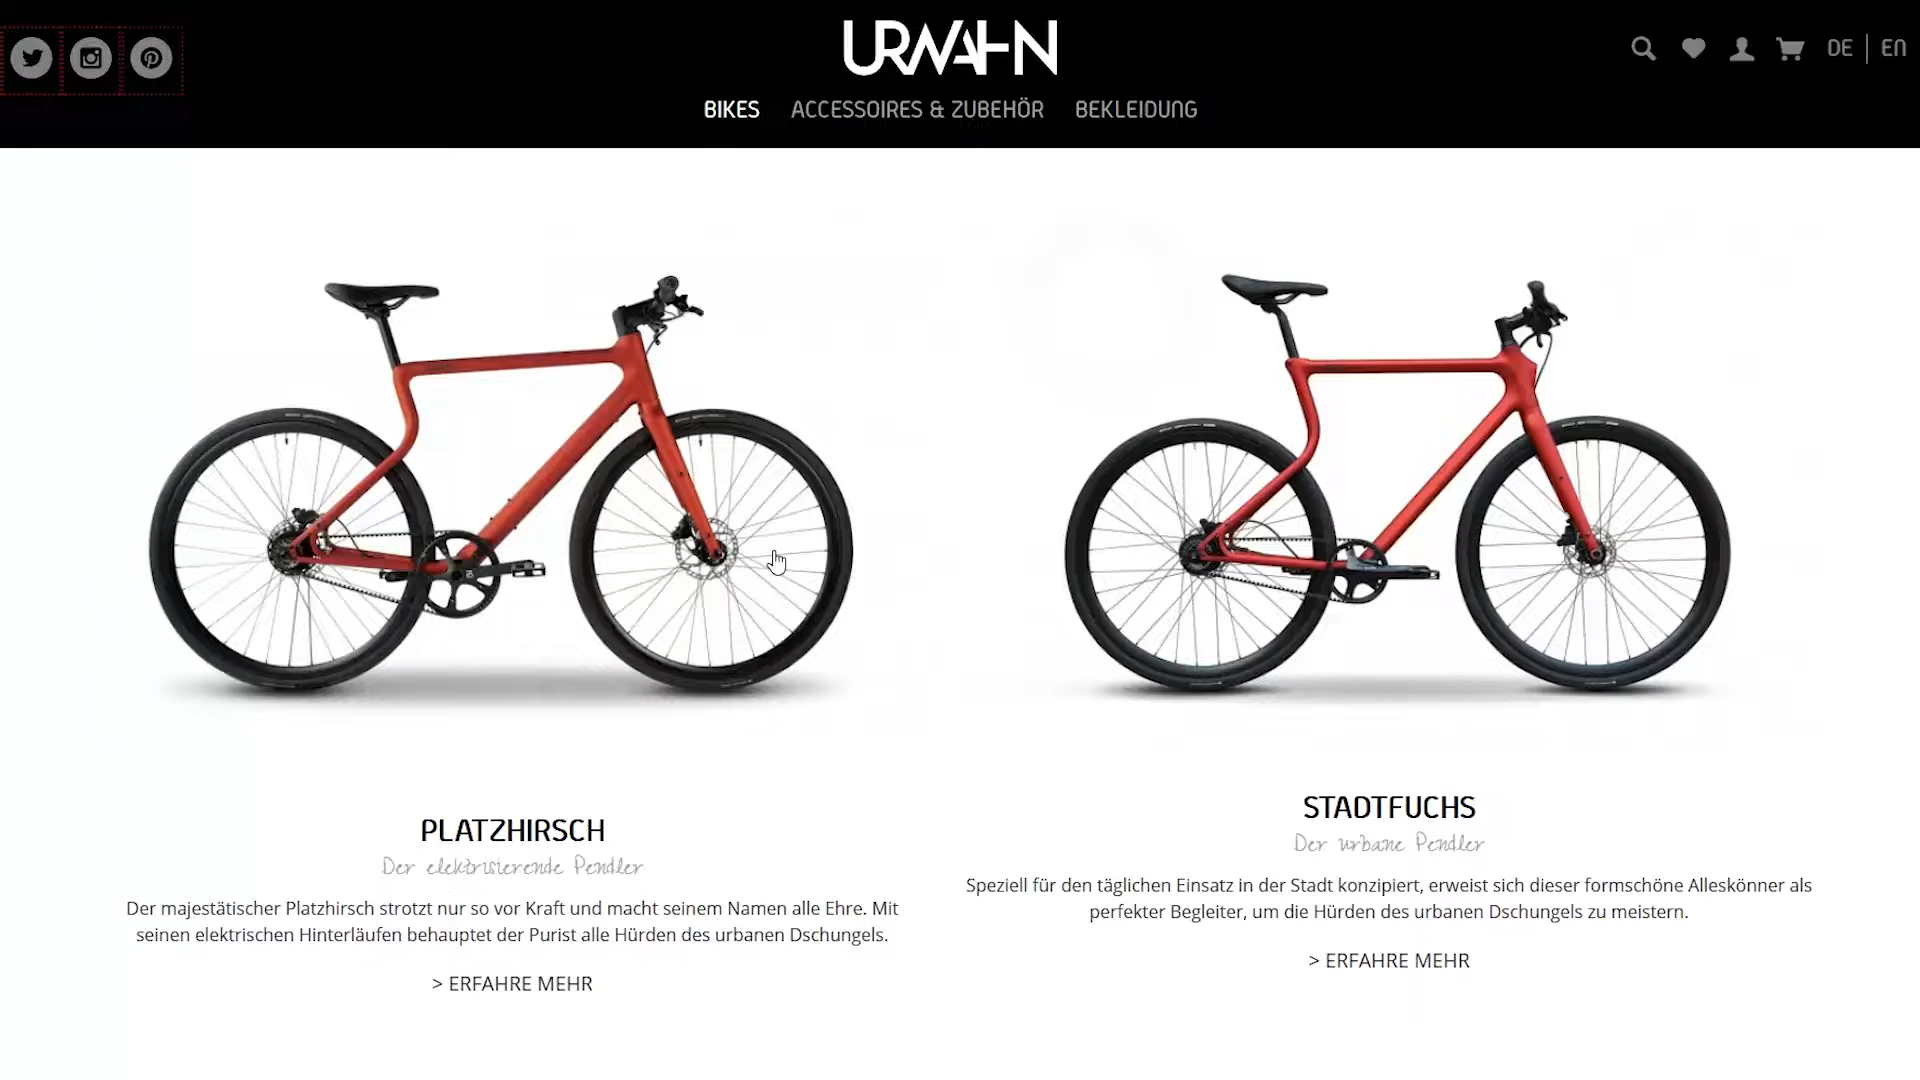 URWAHN
DE | EN
BIKES ACCESSOIRES & ZUBEHÖR BEKLEIDUNG
PLATZHIRSCH
Der elektrisierende Pendler
Der majestätischer Platzhirsch strotzt nur so vor Kraft und macht seinem Namen alle Ehre. Mit
seinen elektrischen Hinterläufen behauptet der Purist alle Hürden des urbanen Dschungels.
> ERFAHRE MEHR
STADTFUCHS
Der urbane Pendler
Speziell für den täglichen Einsatz in der Stadt konzipiert, erweist sich dieser formschöne Alleskönner als
perfekter Begleiter, um die Hürden des urbanen Dschungels zu meistern.
> ERFAHRE MEHR